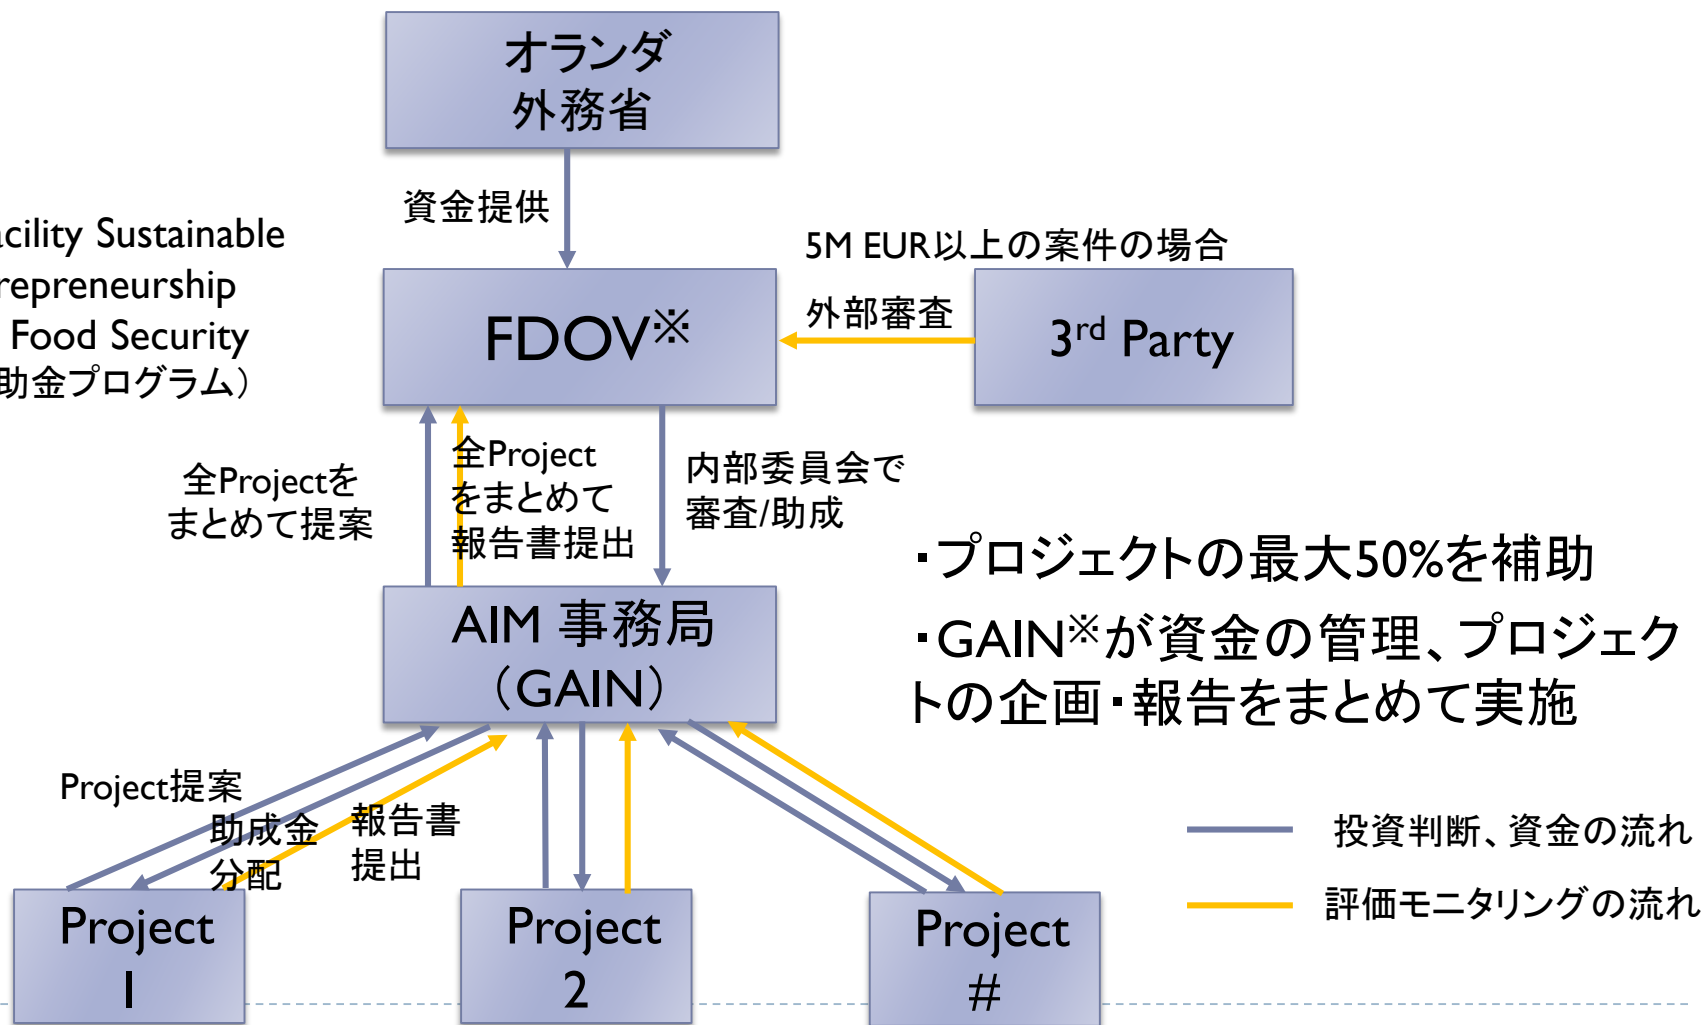 オランダ
外務省
資金提供
acility Sustainable
repreneurship
Food Security
助金プログラム）
5M EUR以上の案件の場合
FDOV※
外部審査
3rd Party
全Projectを
まとめて提案
全Project
をまとめて
報告書提出
内部委員会で
審査/助成
・プロジェクトの最大50%を補助
・GAIN※が資金の管理、プロジェク
トの企画・報告をまとめて実施
AIM 事務局
（GAIN）
Project提案
助成金
分配
報告書
提出
投資判断、資金の流れ
評価モニタリングの流れ
Project
1
Project
2
Project
#